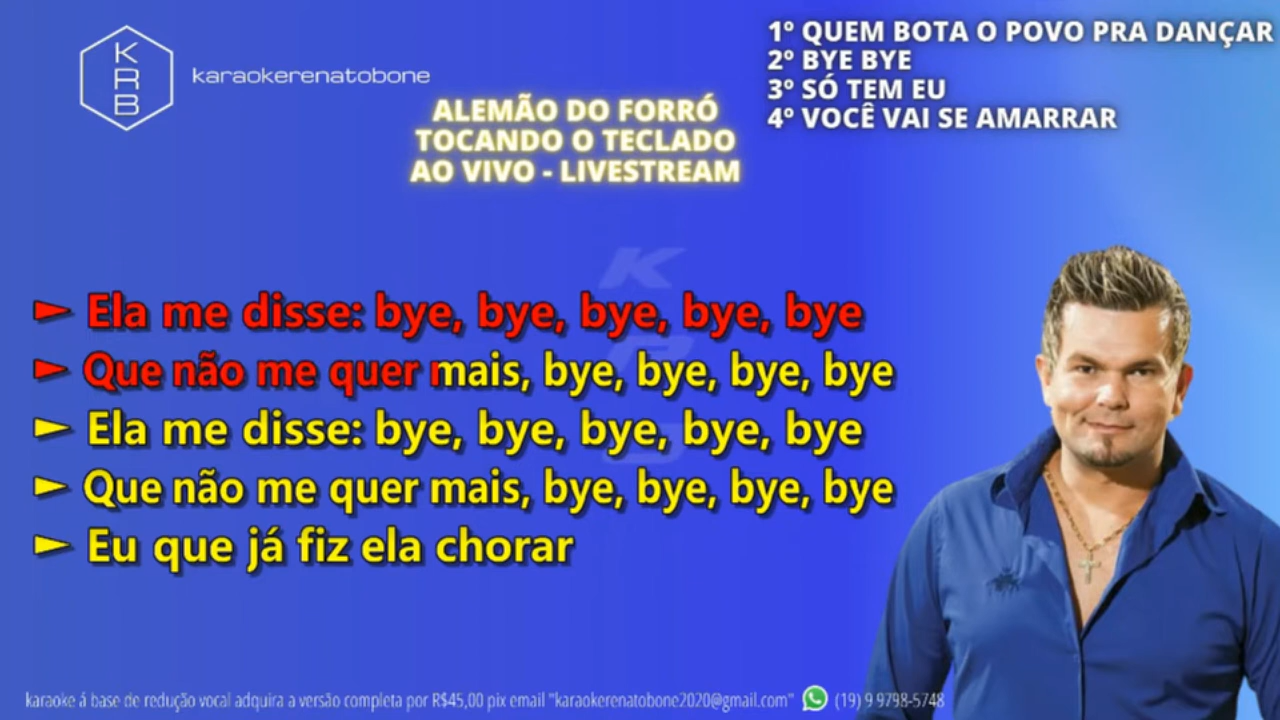 K
R
B
karaokerenatobone
1º QUEM BOTA O POVO PRA DANÇAR
2º BYE BYE
3º SÓ TEM EU
4º VOCÊ VAI SE AMARRAR
ALEMÃO DO FORRÓ
TOCANDO O TECLADO
AO VIVO - LIVESTREAM
► Ela me disse: bye, bye, bye, bye, bye
► Que não me quer mais, bye, bye, bye, bye
► Ela me disse: bye, bye, bye, bye, bye
► Que não me quer mais, bye, bye, bye, bye
► Eu que já fiz ela chorar
karaoke á base de redução vocal adquira a versão completa por R$45,00 pix email "karaokerenatobone2020@gmail.com" (19) 9 9798-5748